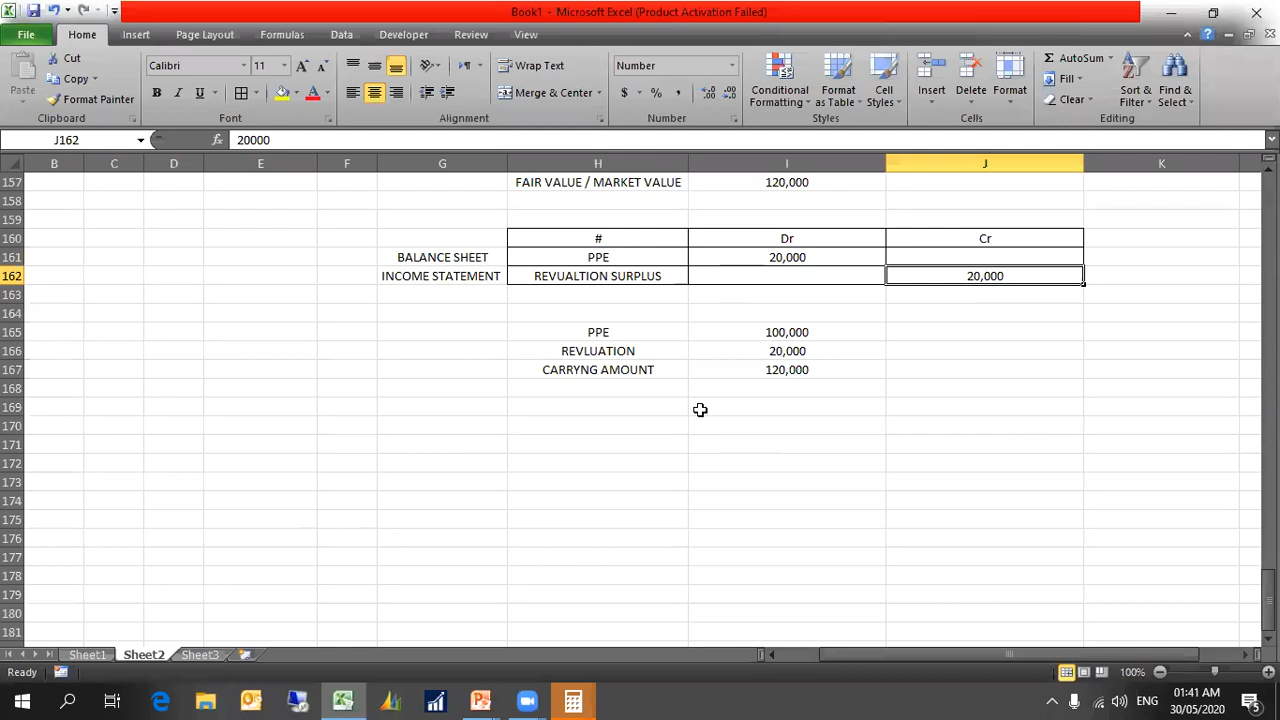 Book1 - Microsoft Excel (Product Activation Failed)
File Home Insert Page Layout Formulas Data Developer Review View
Paste
Cut
Copy
Format Painter
Clipboard
Calibri 11
B I U
Font
Wrap Text
Merge & Center
Alignment
Number
$ % ,
Number
Conditional Formatting
Format as Table
Cell Styles
Styles
Insert
Delete
Format
Cells
AutoSum
Fill
Clear
Sort & Filter
Find & Select
Editing
J162 fx 20000
B C D E F G H I J K
157 FAIR VALUE / MARKET VALUE 120,000
158
159
160 # Dr Cr
161 BALANCE SHEET PPE 20,000
162 INCOME STATEMENT REVUALTION SURPLUS 20,000
163
164
165 PPE 100,000
166 REVLUATION 20,000
167 CARRYNG AMOUNT 120,000
168
169
170
171
172
173
174
175
176
177
178
179
180
181
Sheet1 Sheet2 Sheet3
Ready 100%
ENG
01:41 AM
30/05/2020
5